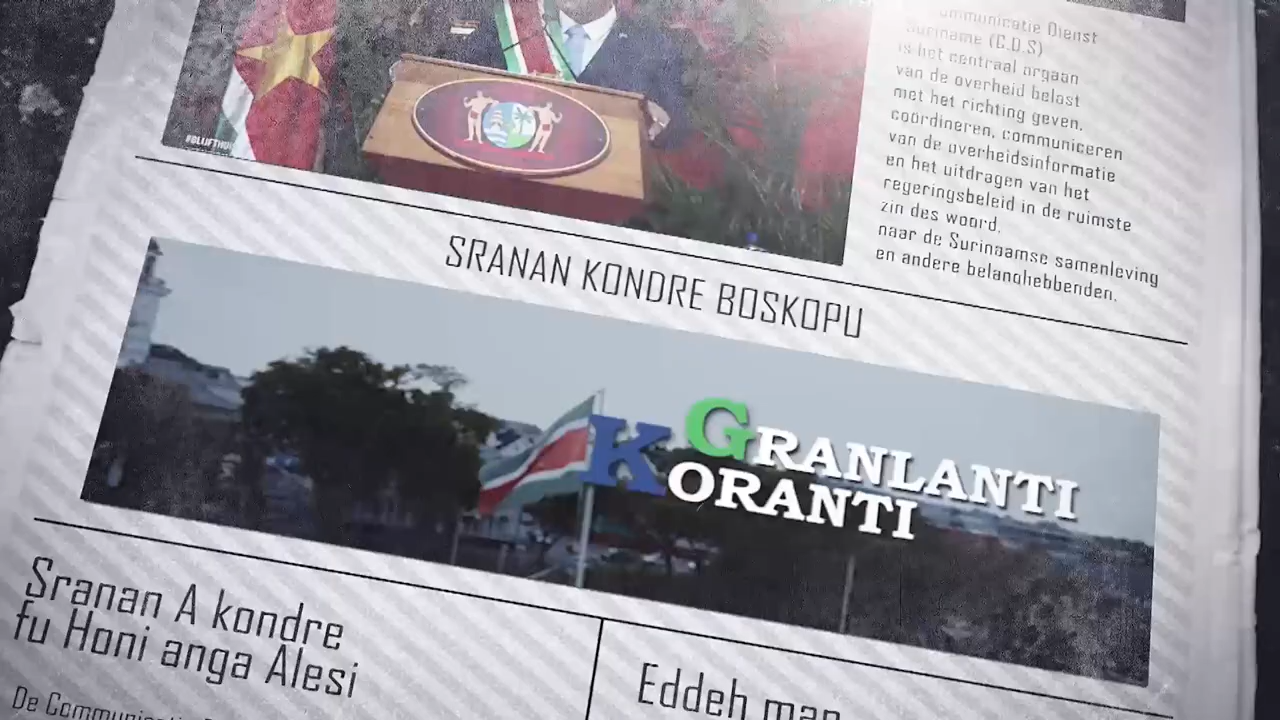 Communicatie Dienst
Suriname (C.D.S)
is het centraal orgaan
van de overheid belast
met het richting geven,
coördineren, communiceren
van de overheidsinformatie
en het uitdragen van het
regeringsbeleid in de ruimste
zin des woord,
naar de Surinaamse samenleving
en andere belanghebbenden.
SRANAN KONDRE BOSKOPU
GRANLANTI
KORANTI
Sranan A kondre
fu Honi anga Alesi
De
Eddeh man